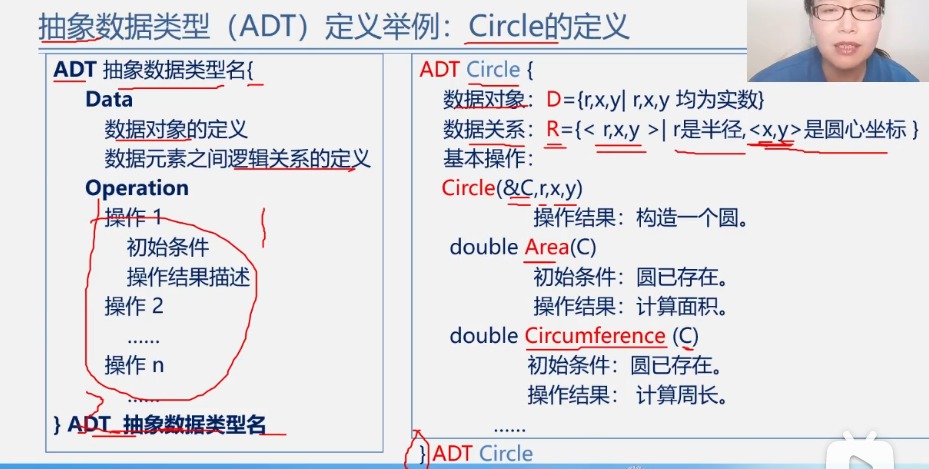 抽象数据类型（ADT）定义举例：Circle的定义
ADT 抽象数据类型名{
Data
数据对象的定义
数据元素之间逻辑关系的定义
Operation
操作 1
初始条件
操作结果描述
操作 2
......
操作 n
......
} ADT 抽象数据类型名
ADT Circle {
数据对象：D={r,x,y| r,x,y 均为实数}
数据关系：R={< r,x,y >| r是半径,<x,y>是圆心坐标 }
基本操作：
Circle(&C,r,x,y)
操作结果：构造一个圆。
double Area(C)
初始条件：圆已存在。
操作结果：计算面积。
double Circumference (C)
初始条件：圆已存在。
操作结果：计算周长。
......
} ADT Circle